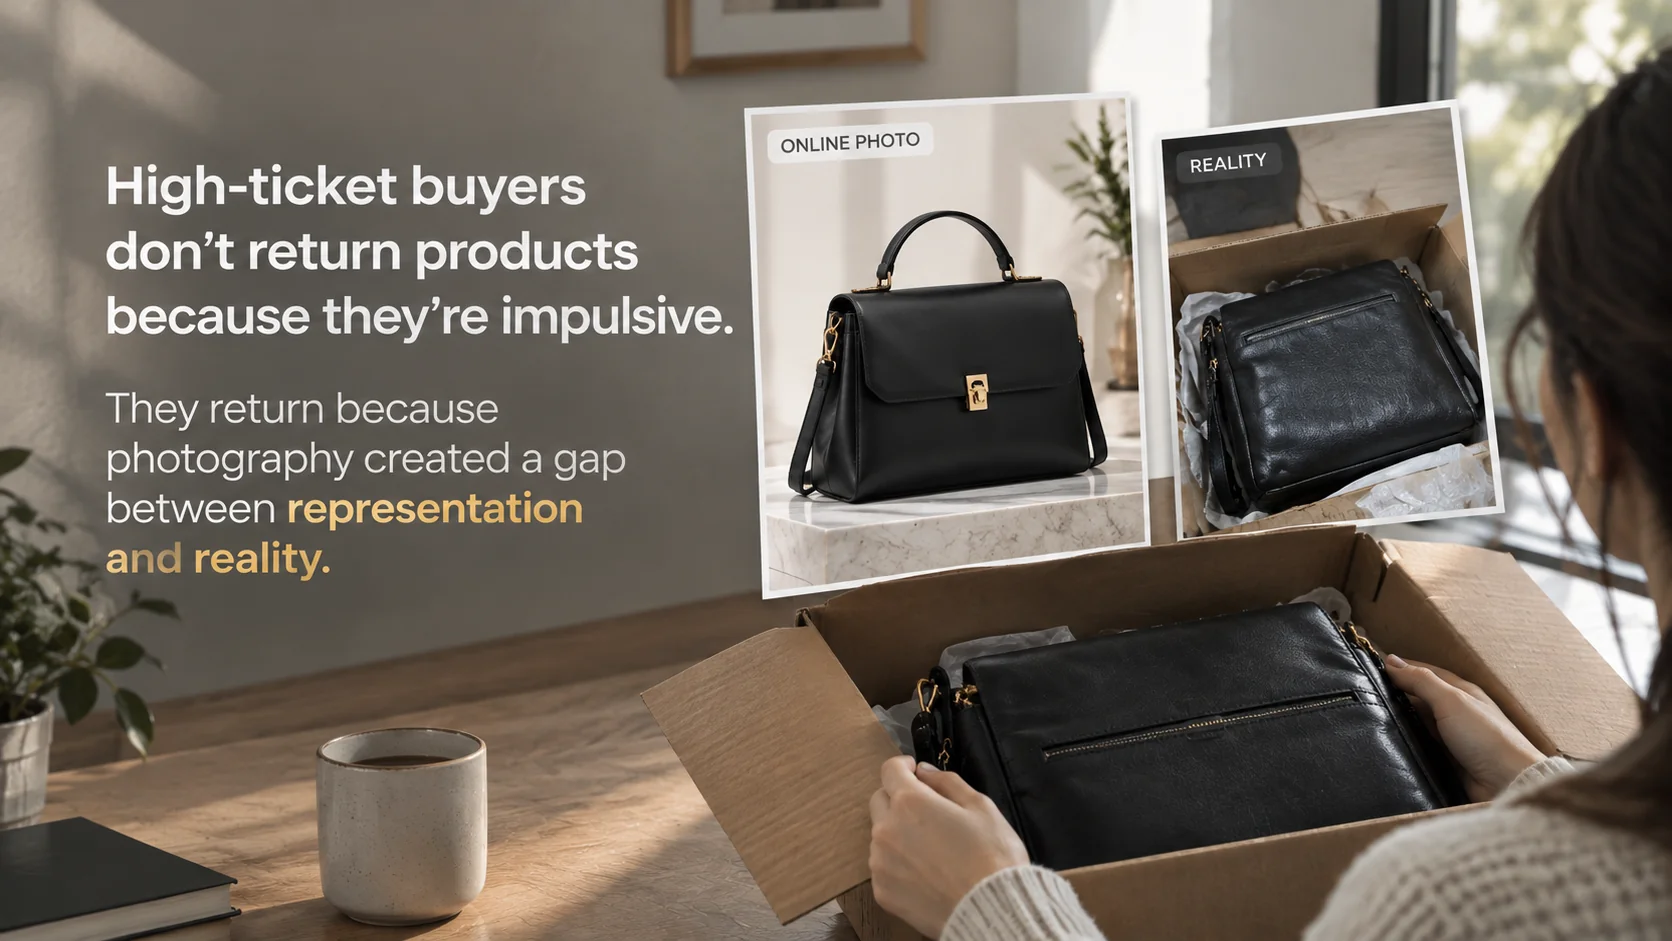 High-ticket buyers
don’t return products
because they’re impulsive.
They return because
photography created a gap
between representation
and reality.
ONLINE PHOTO
REALITY